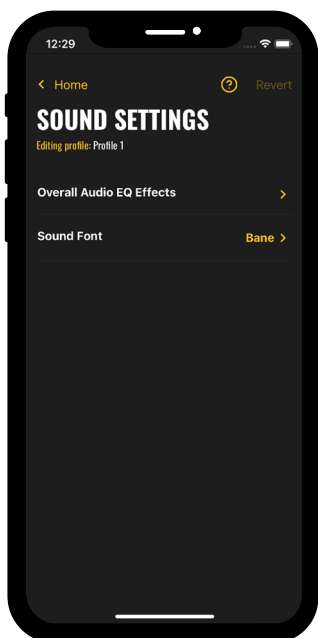 12:29
Home
Revert
SOUND SETTINGS
Editing profile: Profile 1
Overall Audio EQ Effects
Sound Font
Bane